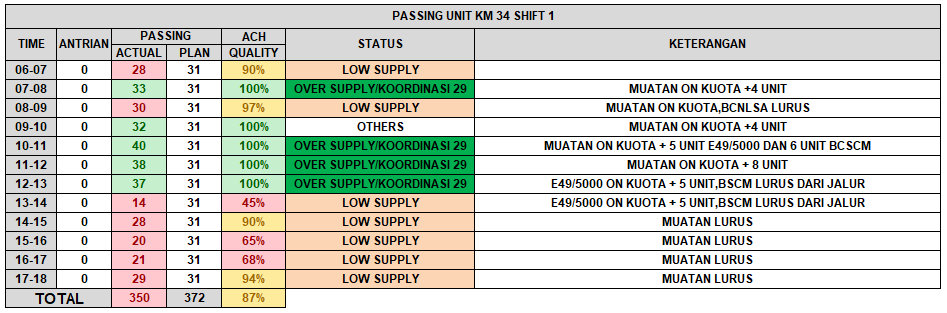 PASSING UNIT KM 34 SHIFT 1
TIME ANTRIAN PASSING ACH STATUS KETERANGAN
ACTUAL PLAN QUALITY
06-07 0 28 31 90% LOW SUPPLY
07-08 0 33 31 100% OVER SUPPLY/KOORDINASI 29 MUATAN ON KUOTA +4 UNIT
08-09 0 30 31 97% LOW SUPPLY MUATAN ON KUOTA,BCNLSA LURUS
09-10 0 32 31 100% OTHERS MUATAN ON KUOTA +4 UNIT
10-11 0 40 31 100% OVER SUPPLY/KOORDINASI 29 MUATAN ON KUOTA + 5 UNIT E49/5000 DAN 6 UNIT BCSCM
11-12 0 38 31 100% OVER SUPPLY/KOORDINASI 29 MUATAN ON KUOTA + 8 UNIT
12-13 0 37 31 100% OVER SUPPLY/KOORDINASI 29 E49/5000 ON KUOTA + 5 UNIT,BSCM LURUS DARI JALUR
13-14 0 14 31 45% LOW SUPPLY E49/5000 ON KUOTA + 5 UNIT,BSCM LURUS DARI JALUR
14-15 0 28 31 90% LOW SUPPLY MUATAN LURUS
15-16 0 20 31 65% LOW SUPPLY MUATAN LURUS
16-17 0 21 31 68% LOW SUPPLY MUATAN LURUS
17-18 0 29 31 94% LOW SUPPLY MUATAN LURUS
TOTAL 350 372 87%